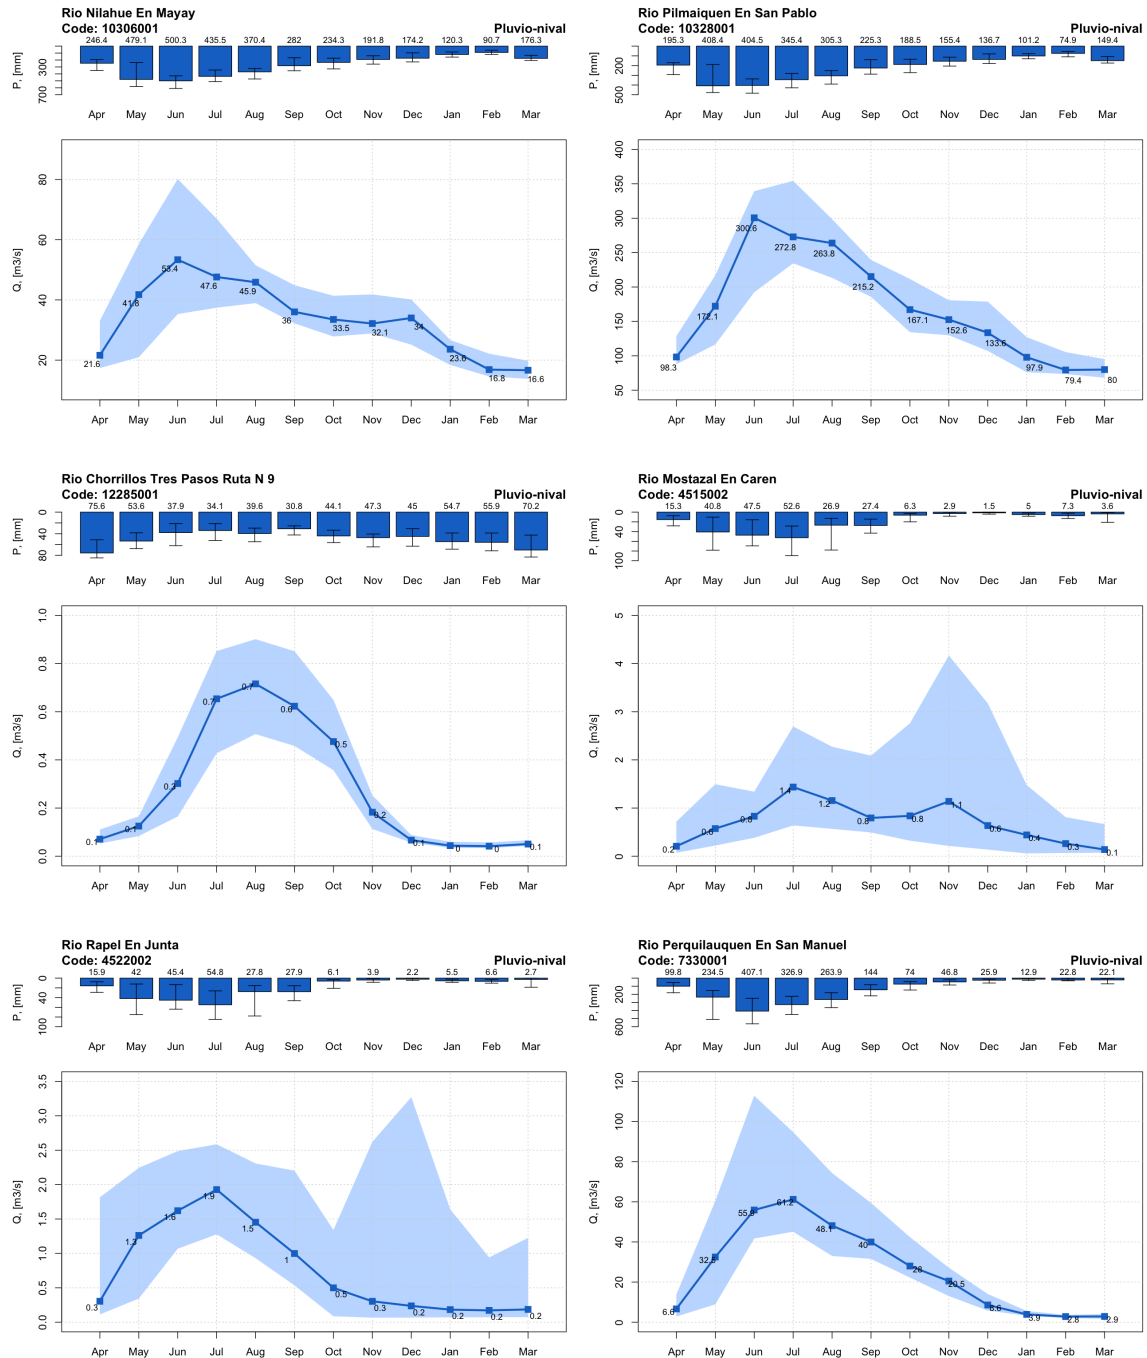 Rio Nilahue En Mayay
Code: 10306001
Pluvio-nival
246.4 479.1 500.3 435.5 370.4 282 234.3 191.8 174.2 120.3 90.7 176.3
P, [mm]
300
700
Apr May Jun Jul Aug Sep Oct Nov Dec Jan Feb Mar
Q, [m3/s]
80
60
40
20
21.6 41.8 53.4 47.6 45.9 36 33.5 32.1 34 23.6 16.8 16.6
Apr May Jun Jul Aug Sep Oct Nov Dec Jan Feb Mar
Rio Pilmaiquen En San Pablo
Code: 10328001
Pluvio-nival
195.3 408.4 404.5 345.4 305.3 225.3 188.5 155.4 136.7 101.2 74.9 149.4
P, [mm]
200
500
Apr May Jun Jul Aug Sep Oct Nov Dec Jan Feb Mar
Q, [m3/s]
400
350
300
250
200
150
100
50
98.3 172.1 300.6 272.8 263.8 215.2 167.1 152.6 133.6 97.9 79.4 80
Apr May Jun Jul Aug Sep Oct Nov Dec Jan Feb Mar
Rio Chorrillos Tres Pasos Ruta N 9
Code: 12285001
Pluvio-nival
75.6 53.6 37.9 34.1 39.6 30.8 44.1 47.3 45 54.7 55.9 70.2
P, [mm]
0
40
80
Apr May Jun Jul Aug Sep Oct Nov Dec Jan Feb Mar
Q, [m3/s]
1.0
0.8
0.6
0.4
0.2
0.0
0.1 0.1 0.3 0.7 0.7 0.6 0.5 0.2 0.1 0 0 0.1
Apr May Jun Jul Aug Sep Oct Nov Dec Jan Feb Mar
Rio Mostazal En Caren
Code: 4515002
Pluvio-nival
15.3 40.8 47.5 52.6 26.9 27.4 6.3 2.9 1.5 5 7.3 3.6
P, [mm]
0
40
100
Apr May Jun Jul Aug Sep Oct Nov Dec Jan Feb Mar
Q, [m3/s]
5
4
3
2
1
0
0.2 0.6 0.8 1.4 1.2 0.8 0.8 1.1 0.6 0.4 0.3 0.1
Apr May Jun Jul Aug Sep Oct Nov Dec Jan Feb Mar
Rio Rapel En Junta
Code: 4522002
Pluvio-nival
15.9 42 45.4 54.8 27.8 27.9 6.1 3.9 2.2 5.5 6.6 2.7
P, [mm]
0
40
100
Apr May Jun Jul Aug Sep Oct Nov Dec Jan Feb Mar
Q, [m3/s]
3.5
3.0
2.5
2.0
1.5
1.0
0.5
0.0
0.3 1.3 1.6 1.9 1.5 1 0.5 0.3 0.2 0.2 0.2 0.2
Apr May Jun Jul Aug Sep Oct Nov Dec Jan Feb Mar
Rio Perquilauquen En San Manuel
Code: 7330001
Pluvio-nival
99.8 234.5 407.1 326.9 263.9 144 74 46.8 25.9 12.9 22.8 22.1
P, [mm]
200
600
Apr May Jun Jul Aug Sep Oct Nov Dec Jan Feb Mar
Q, [m3/s]
120
100
80
60
40
20
0
6.6 61.2 48.1 40 28 20.5 8.6 3.9 2.8 2.9
Apr May Jun Jul Aug Sep Oct Nov Dec Jan Feb Mar